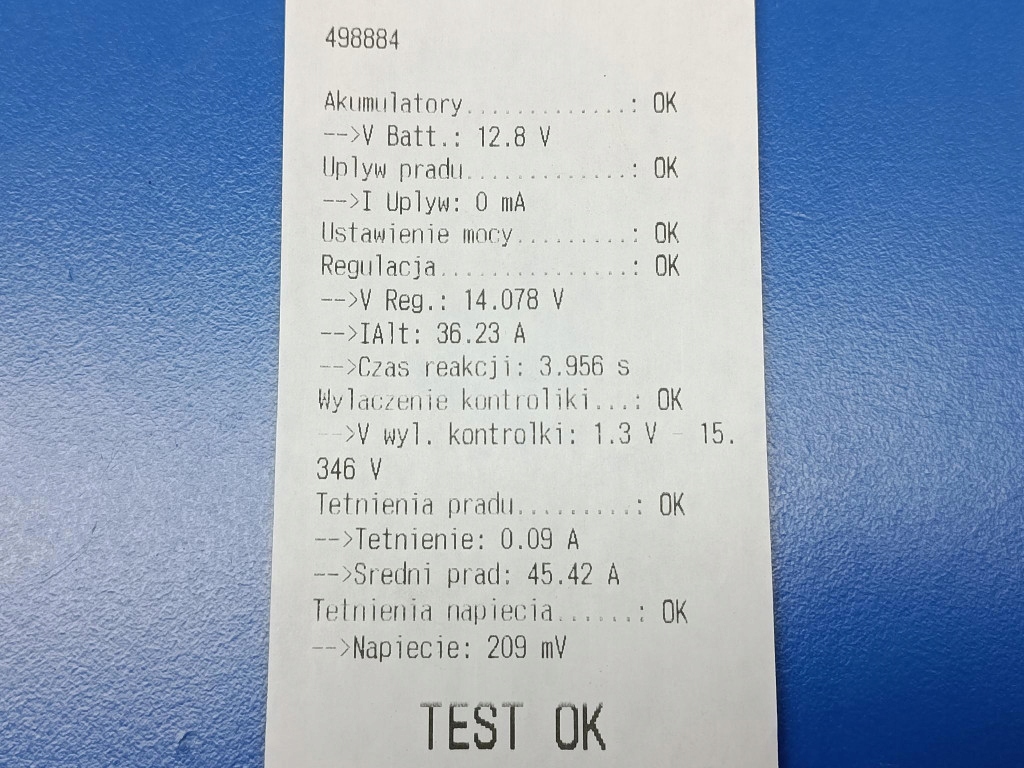 498884
Akumulatory.............: OK
-->V Batt.: 12.8 V
Uplyw pradu.............: OK
-->I Uplyw: 0 mA
Ustawienie mocy.........: OK
Regulacja...............: OK
-->V Reg.: 14.078 V
-->IAlt: 36.23 A
-->Czas reakcji: 3.956 s
Wylaczenie kontroliki...: OK
-->V wyl. kontrolki: 1.3 V - 15.
346 V
Tetnienia pradu.........: OK
-->Tetnienie: 0.09 A
-->Sredni prad: 45.42 A
Tetnienia napiecia......: OK
-->Napiecie: 209 mV
TEST OK